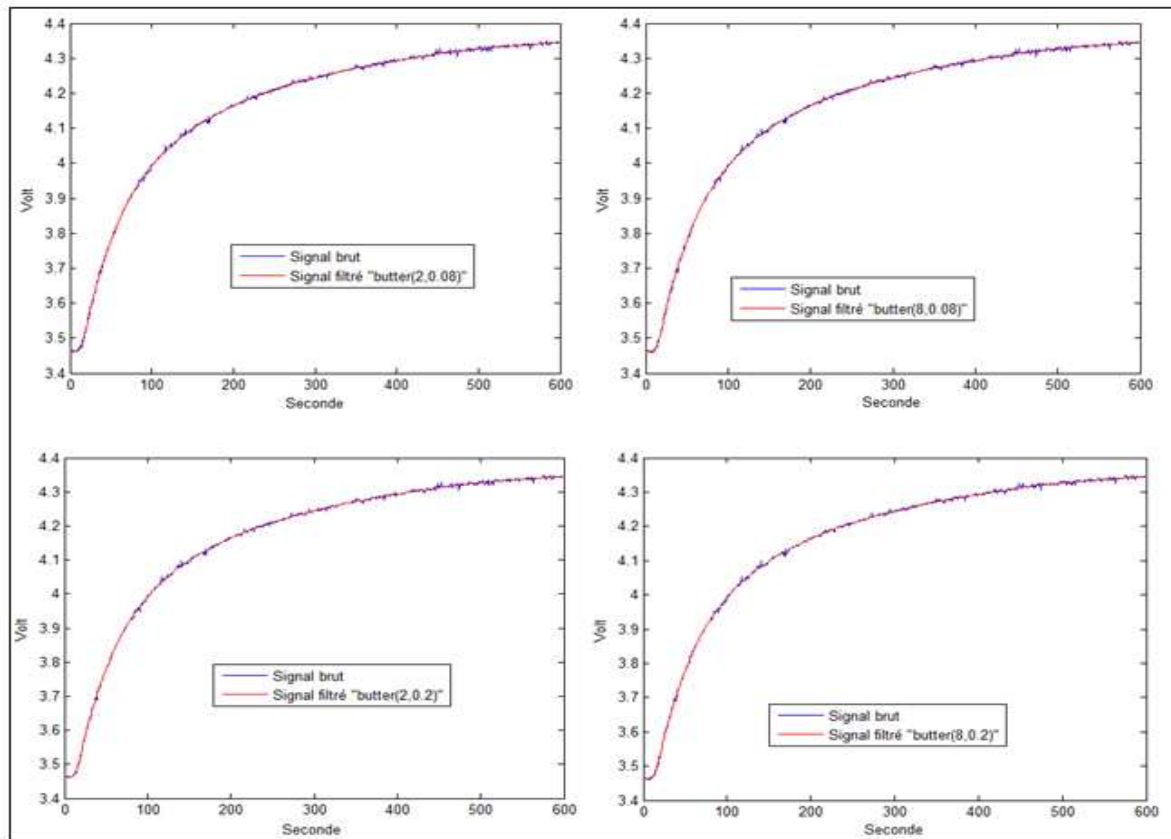 4.4
4.3
4.2
4.1
4
3.9
3.8
3.7
3.6
3.5
3.4
Volt
Signal brut
Signal filtré "butter(2,0.08)"
0 100 200 300 400 500 600
Seconde
4.4
4.3
4.2
4.1
4
3.9
3.8
3.7
3.6
3.5
3.4
Volt
Signal brut
Signal filtré "butter(8,0.08)"
0 100 200 300 400 500 600
Seconde
4.4
4.3
4.2
4.1
4
3.9
3.8
3.7
3.6
3.5
3.4
Volt
Signal brut
Signal filtré "butter(2,0.2)"
0 100 200 300 400 500 600
Seconde
4.4
4.3
4.2
4.1
4
3.9
3.8
3.7
3.6
3.5
3.4
Volt
Signal brut
Signal filtré "butter(8,0.2)"
0 100 200 300 400 500 600
Seconde